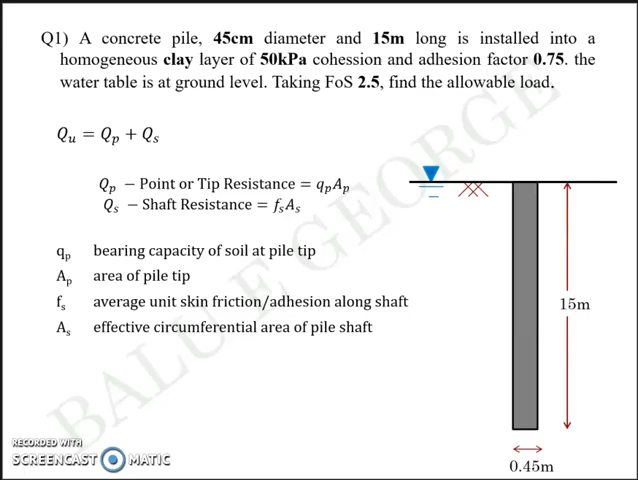 Q1) A concrete pile, 45cm diameter and 15m long is installed into a
homogeneous clay layer of 50kPa cohession and adhesion factor 0.75. the
water table is at ground level. Taking FoS 2.5, find the allowable load.
Qu = Qp + Qs
Qp − Point or Tip Resistance = qpAp
Qs − Shaft Resistance = fsAs
qp bearing capacity of soil at pile tip
Ap area of pile tip
fs average unit skin friction/adhesion along shaft
As effective circumferential area of pile shaft
15m
0.45m
BALU E GEORGE
RECORDED WITH
SCREENCAST MATIC